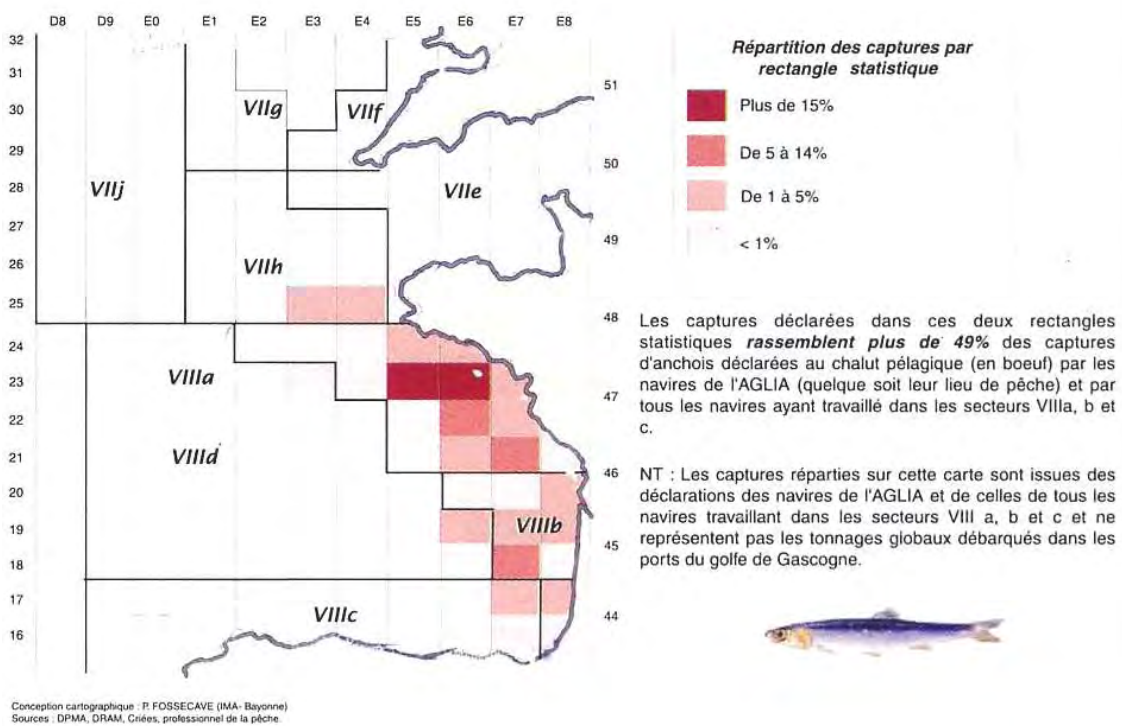 D8 D9 E0 E1 E2 E3 E4 E5 E6 E7 E8
32
31
30
29
28
27
26
25
24
23
22
21
20
19
18
17
16
51
50
49
48
47
46
45
44
VIIg
VIIf
VIIj
VIIe
VIIh
VIIIa
VIIId
VIIIb
VIIIc
Répartition des captures par
rectangle statistique
Plus de 15%
De 5 à 14%
De 1 à 5%
< 1%
Les captures déclarées dans ces deux rectangles
statistiques rassemblent plus de 49% des captures
d'anchois déclarées au chalut pélagique (en boeuf) par les
navires de l'AGLIA (quelque soit leur lieu de pêche) et par
tous les navires ayant travaillé dans les secteurs VIIIa, b et
c.
NT : Les captures réparties sur cette carte sont issues des
déclarations des navires de l'AGLIA et de celles de tous les
navires travaillant dans les secteurs VIII a, b et c et ne
représentent pas les tonnages globaux débarqués dans les
ports du golfe de Gascogne.
Conception cartographique : P. FOSSECAVE (IMA- Bayonne)
Sources : DPMA, DRAM, Criées, professionnel de la pêche.